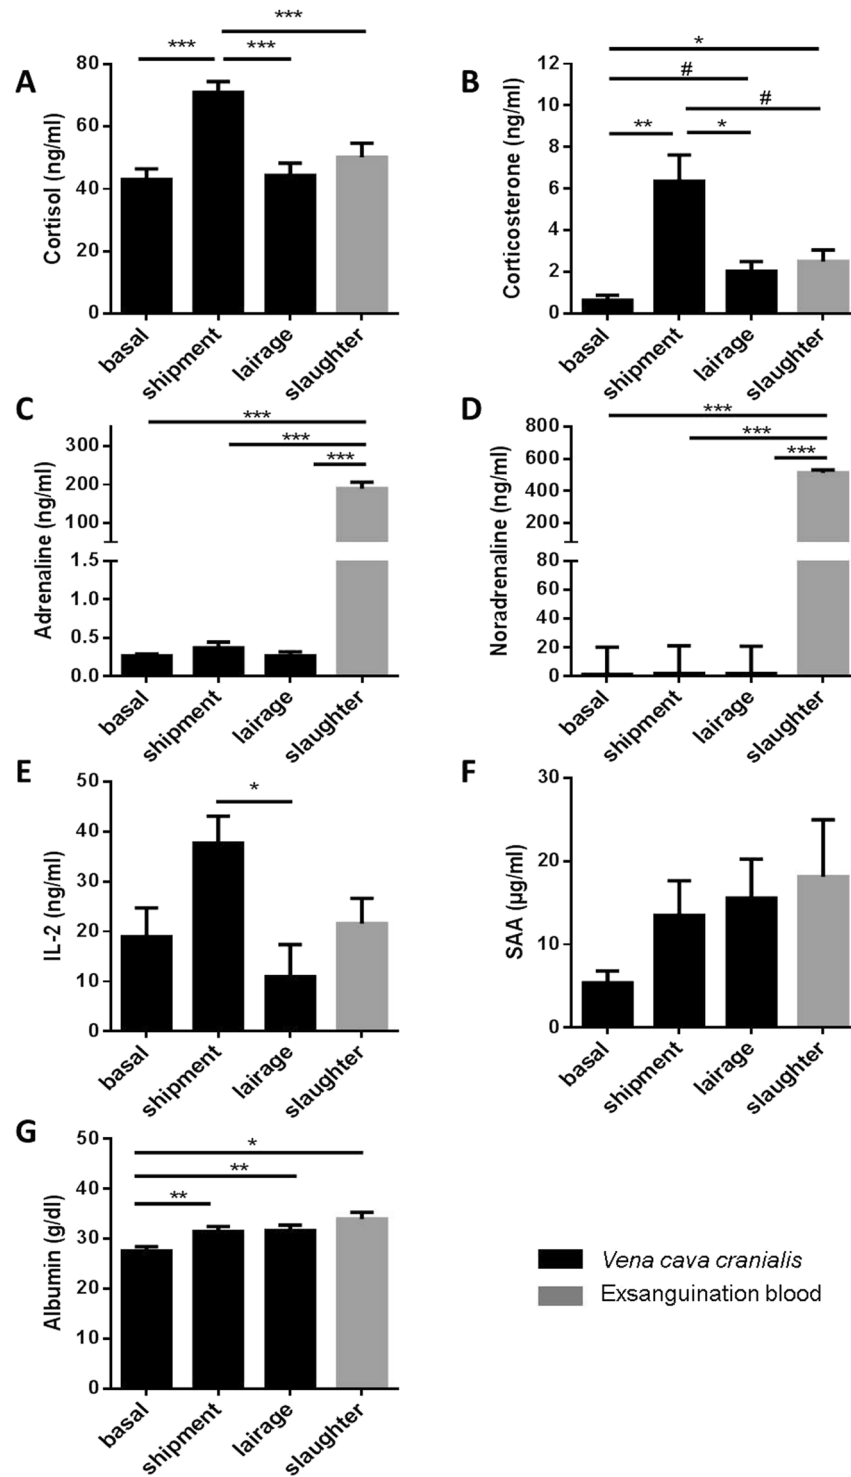 ***
*** ***
A
Cortisol (ng/ml)
80
60
40
20
0
basal
shipment
lairage
slaughter
*
#
#
** *
B
Corticosterone (ng/ml)
12
10
8
6
4
2
0
basal
shipment
lairage
slaughter
C
***
***
***
Adrenaline (ng/ml)
300
200
100
1.5
1.0
0.5
0.0
basal
shipment
lairage
slaughter
D
***
***
***
Noradrenaline (ng/ml)
800
600
400
200
80
60
40
20
0
basal
shipment
lairage
slaughter
E
*
IL-2 (ng/ml)
50
40
30
20
10
0
basal
shipment
lairage
slaughter
F
SAA (µg/ml)
30
20
10
0
basal
shipment
lairage
slaughter
G
*
**
**
Albumin (g/dl)
50
40
30
20
10
0
basal
shipment
lairage
slaughter
Vena cava cranialis
Exsanguination blood